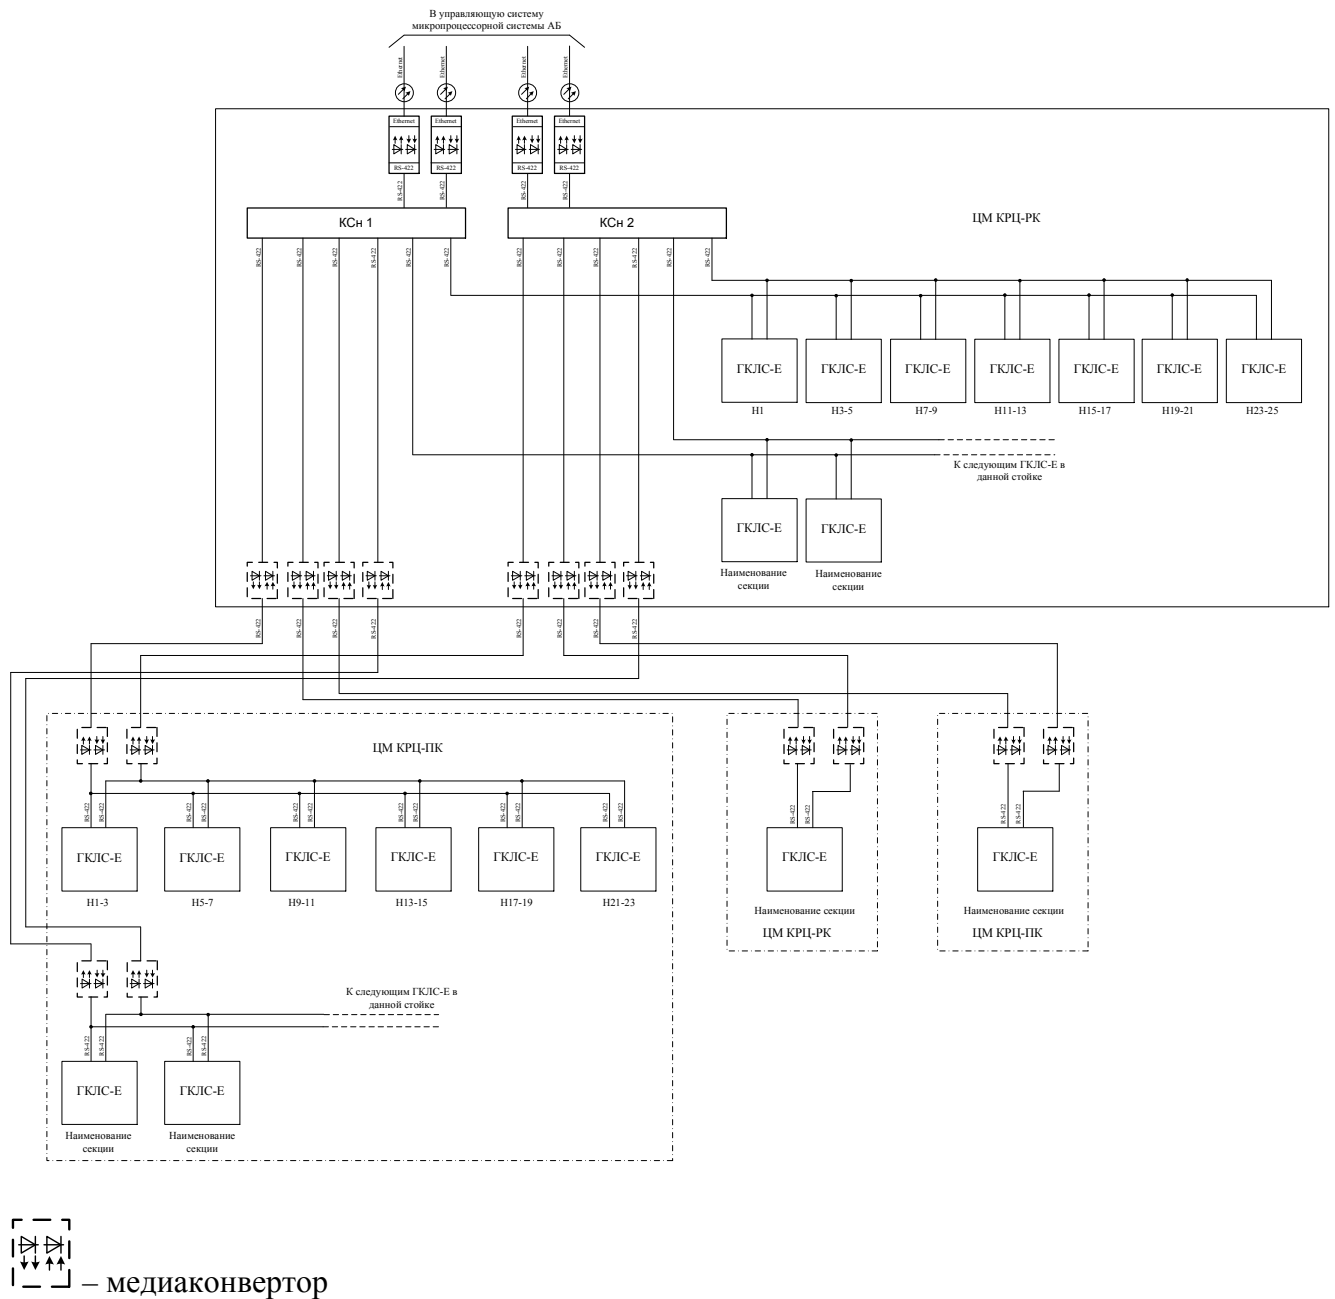 В управляющую систему
микропроцессорной системы АБ
Ethernet Ethernet Ethernet Ethernet
Ethernet Ethernet Ethernet Ethernet
RS-422 RS-422 RS-422 RS-422
RS-422 RS-422 RS-422 RS-422
КСн 1 КСн 2 ЦМ КРЦ-РК
RS-422 RS-422 RS-422 RS-422 RS-422 RS-422 RS-422 RS-422 RS-422 RS-422 RS-422 RS-422
ГКЛС-Е ГКЛС-Е ГКЛС-Е ГКЛС-Е ГКЛС-Е ГКЛС-Е ГКЛС-Е
Н1 Н3-5 Н7-9 Н11-13 Н15-17 Н19-21 Н23-25
К следующим ГКЛС-Е в
данной стойке
ГКЛС-Е ГКЛС-Е
Наименование Наименование
секции секции
RS-422 RS-422 RS-422 RS-422 RS-422 RS-422 RS-422 RS-422
ЦМ КРЦ-ПК
RS-422 RS-422 RS-422 RS-422 RS-422 RS-422 RS-422 RS-422 RS-422 RS-422 RS-422 RS-422 RS-422 RS-422 RS-422 RS-422
ГКЛС-Е ГКЛС-Е ГКЛС-Е ГКЛС-Е ГКЛС-Е ГКЛС-Е ГКЛС-Е ГКЛС-Е
Н1-3 Н5-7 Н9-11 Н13-15 Н17-19 Н21-23
Наименование секции Наименование секции
ЦМ КРЦ-РК ЦМ КРЦ-ПК
К следующим ГКЛС-Е в
данной стойке
RS-422 RS-422 RS-422 RS-422
ГКЛС-Е ГКЛС-Е
Наименование Наименование
секции секции
– медиаконвертор